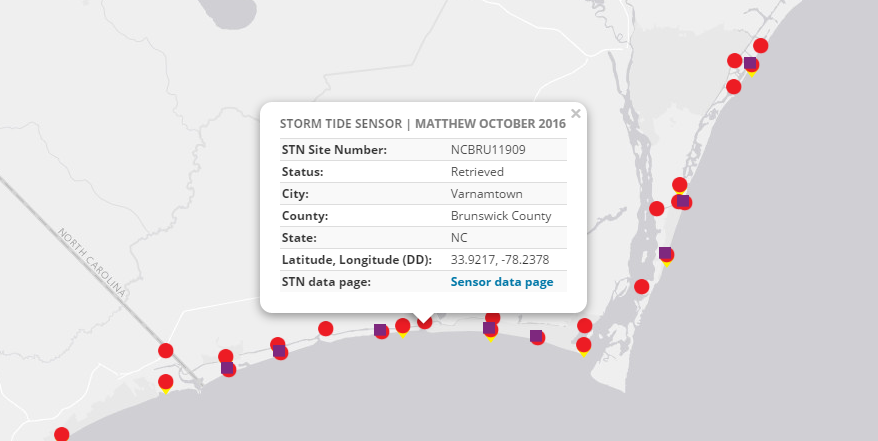 ×
STORM TIDE SENSOR | MATTHEW OCTOBER 2016
STN Site Number: NCBRU11909
Status: Retrieved
City: Varnamtown
County: Brunswick County
State: NC
Latitude, Longitude (DD): 33.9217, -78.2378
STN data page: Sensor data page
NORTH CAROLINA